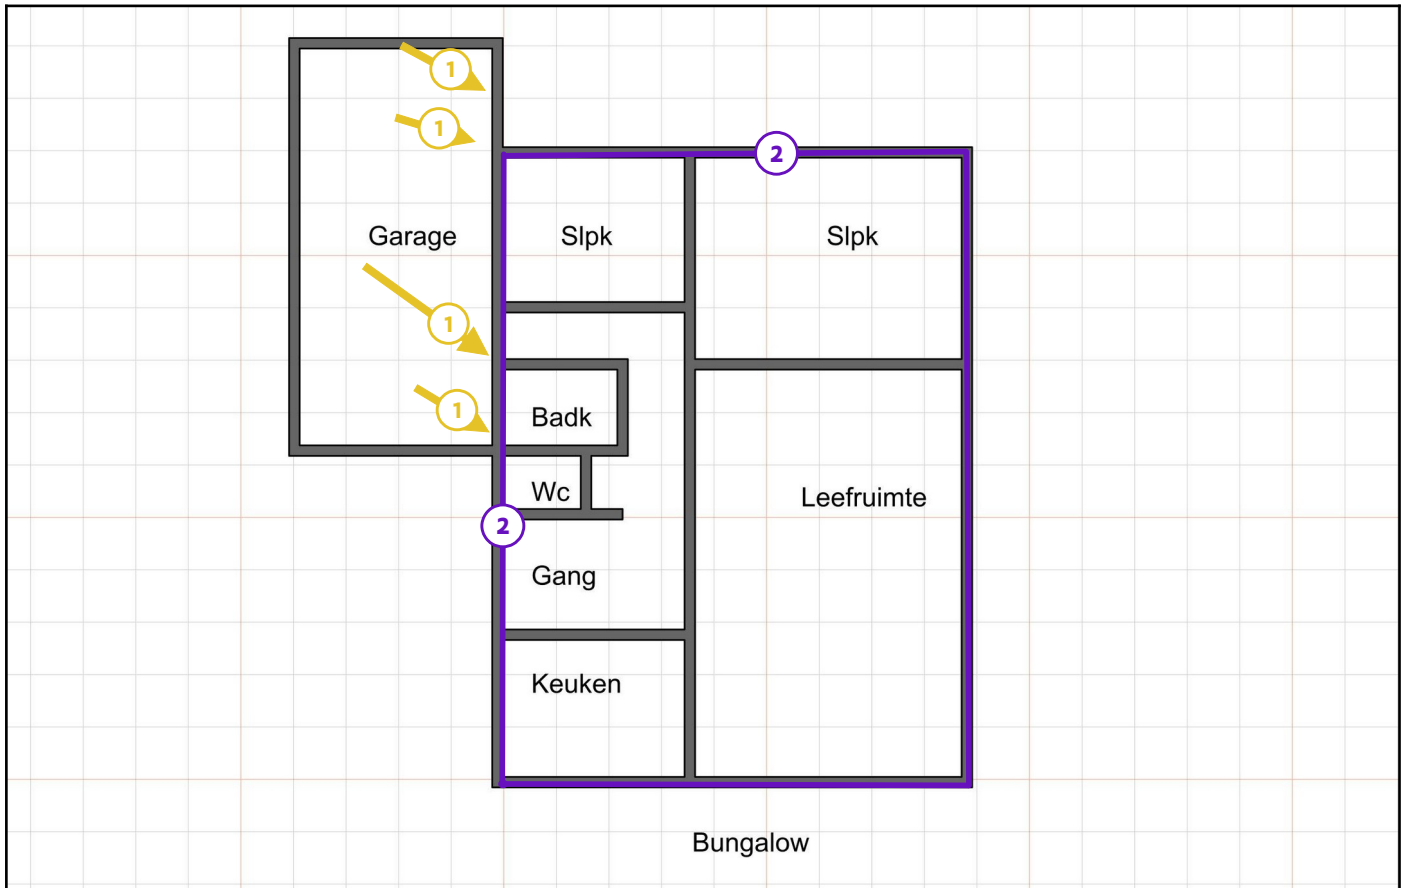 1
1
2
Garage
Slpk
Slpk
1
1
Badk
Wc
Leefruimte
2
Gang
Keuken
Bungalow